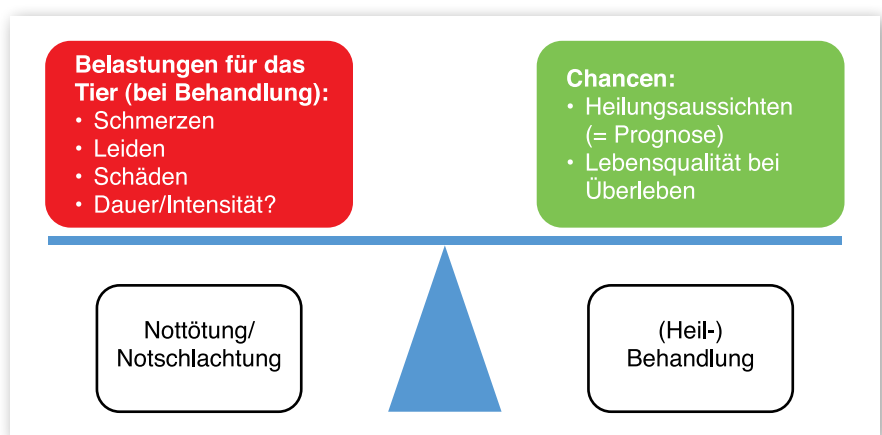 Belastungen für das
Tier (bei Behandlung):
• Schmerzen
• Leiden
• Schäden
• Dauer/Intensität?
Chancen:
• Heilungsaussichten
(= Prognose)
• Lebensqualität bei
Überleben
Nottötung/
Notschlachtung
(Heil-)
Behandlung